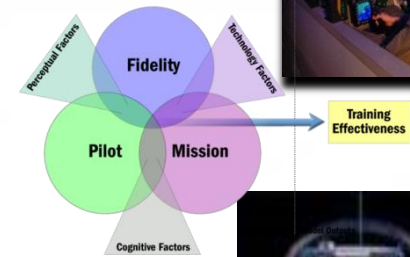 Perceptual Factors
Technology Factors
Fidelity
Training
Effectiveness
Pilot
Mission
Cognitive Factors